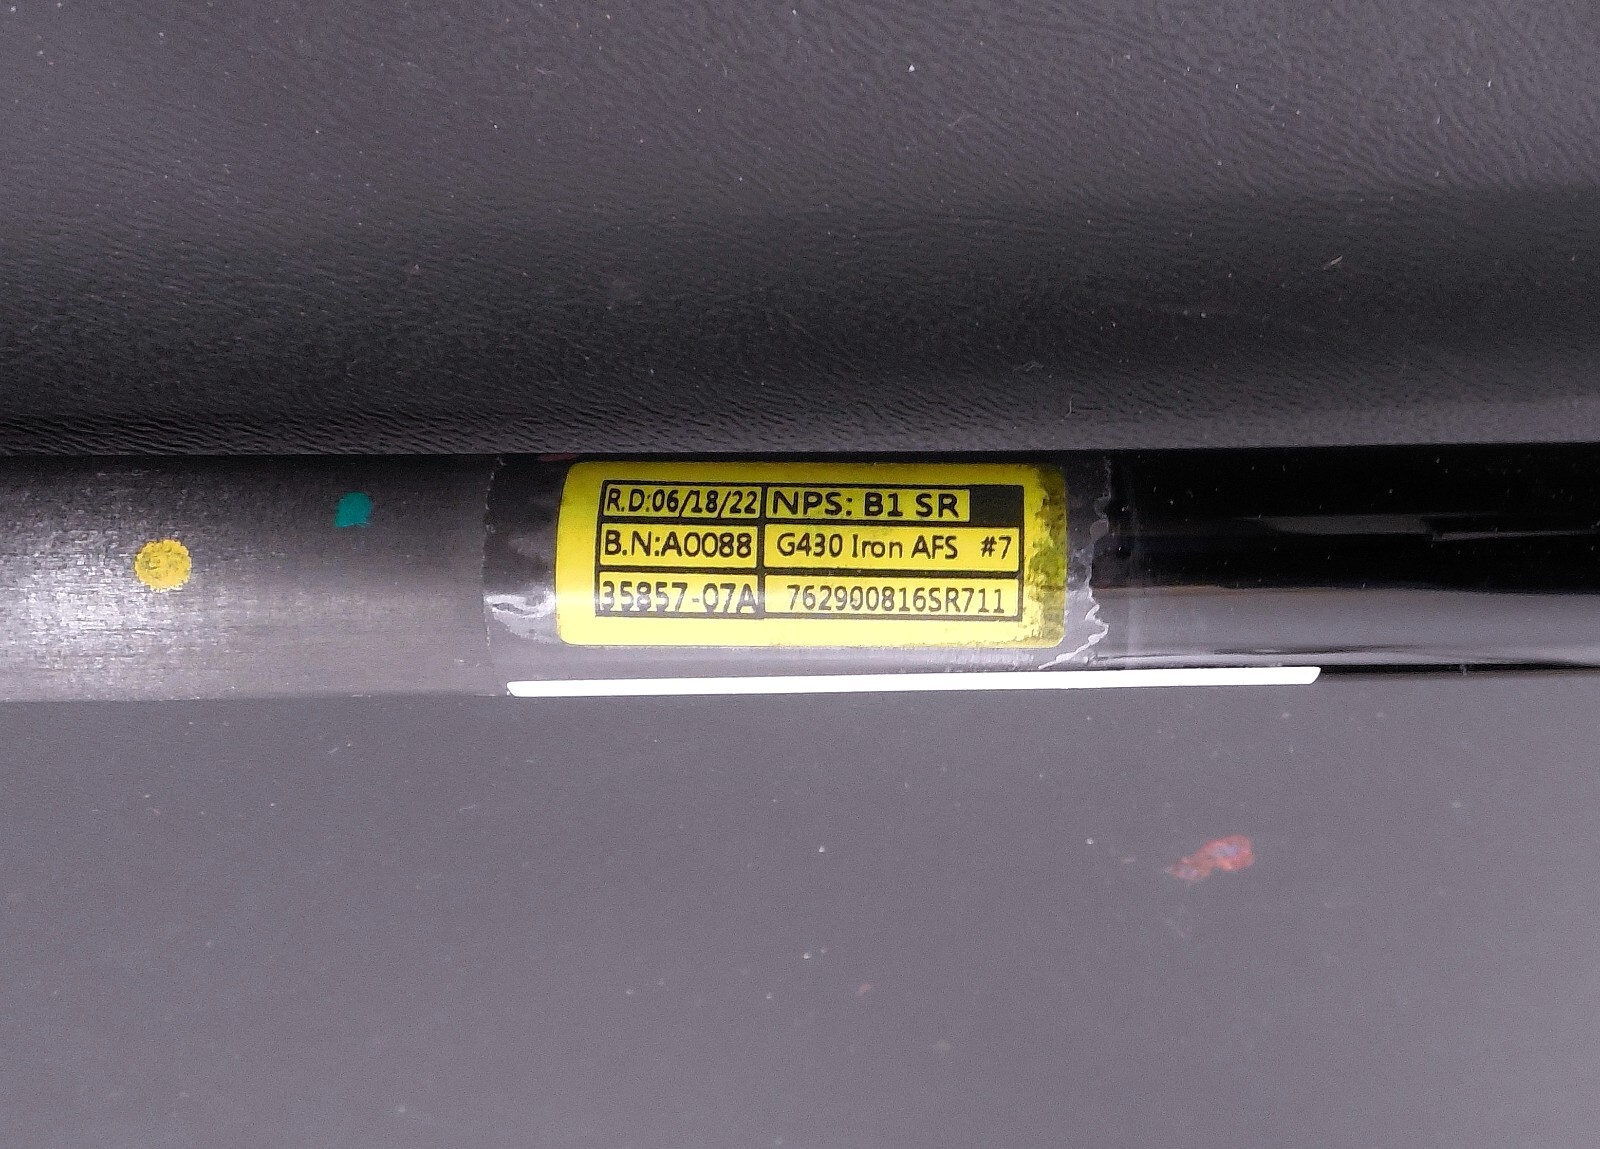 R.D:06/18/22 NPS: B1 SR
B.N:A0088 G430 Iron AFS #7
35857-07A 762900816SR711